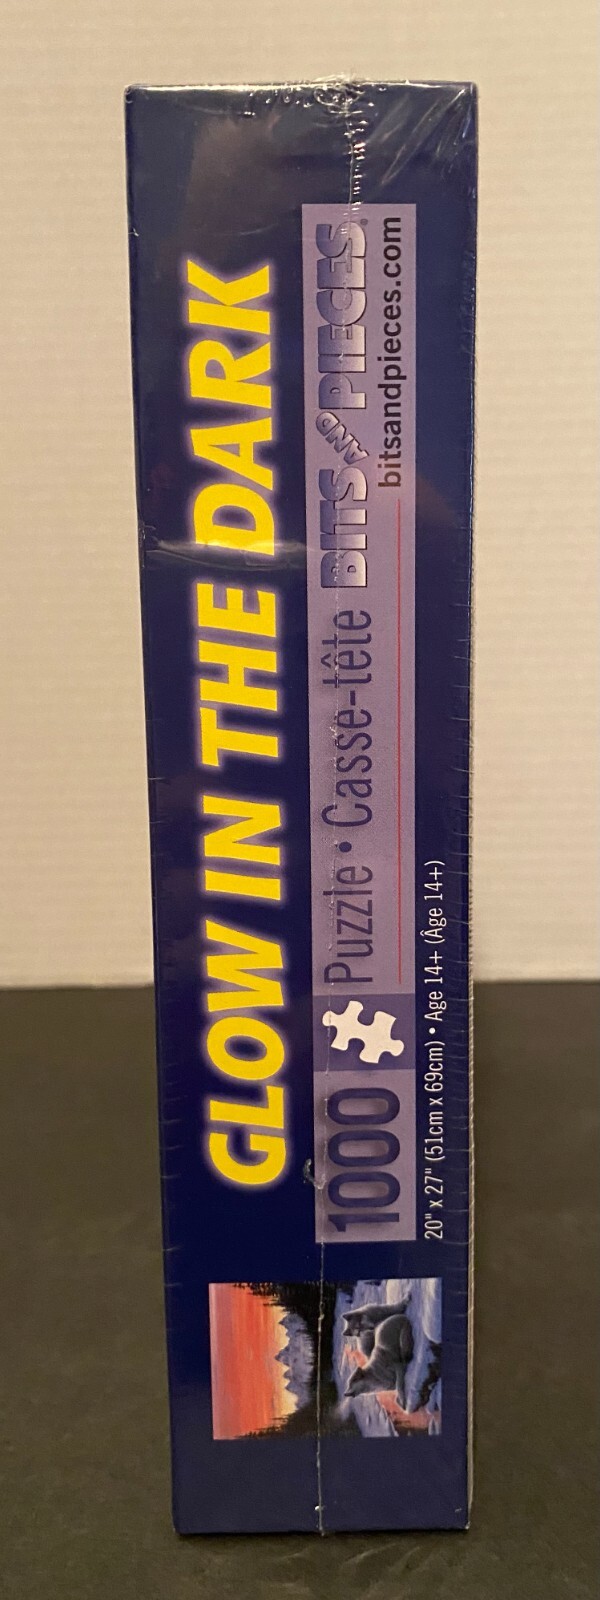 GLOW IN THE DARK
1000 Puzzle • Casse-tête BITS AND PIECES®
bitsandpieces.com
20" x 27" (51cm x 69cm) • Age 14+ (Âge 14+)